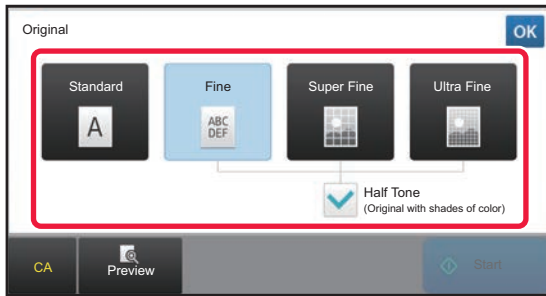 Original
OK
Standard
Fine
Super Fine
Ultra Fine
A
ABC
DEF
Half Tone
(Original with shades of color)
CA
Preview
Start